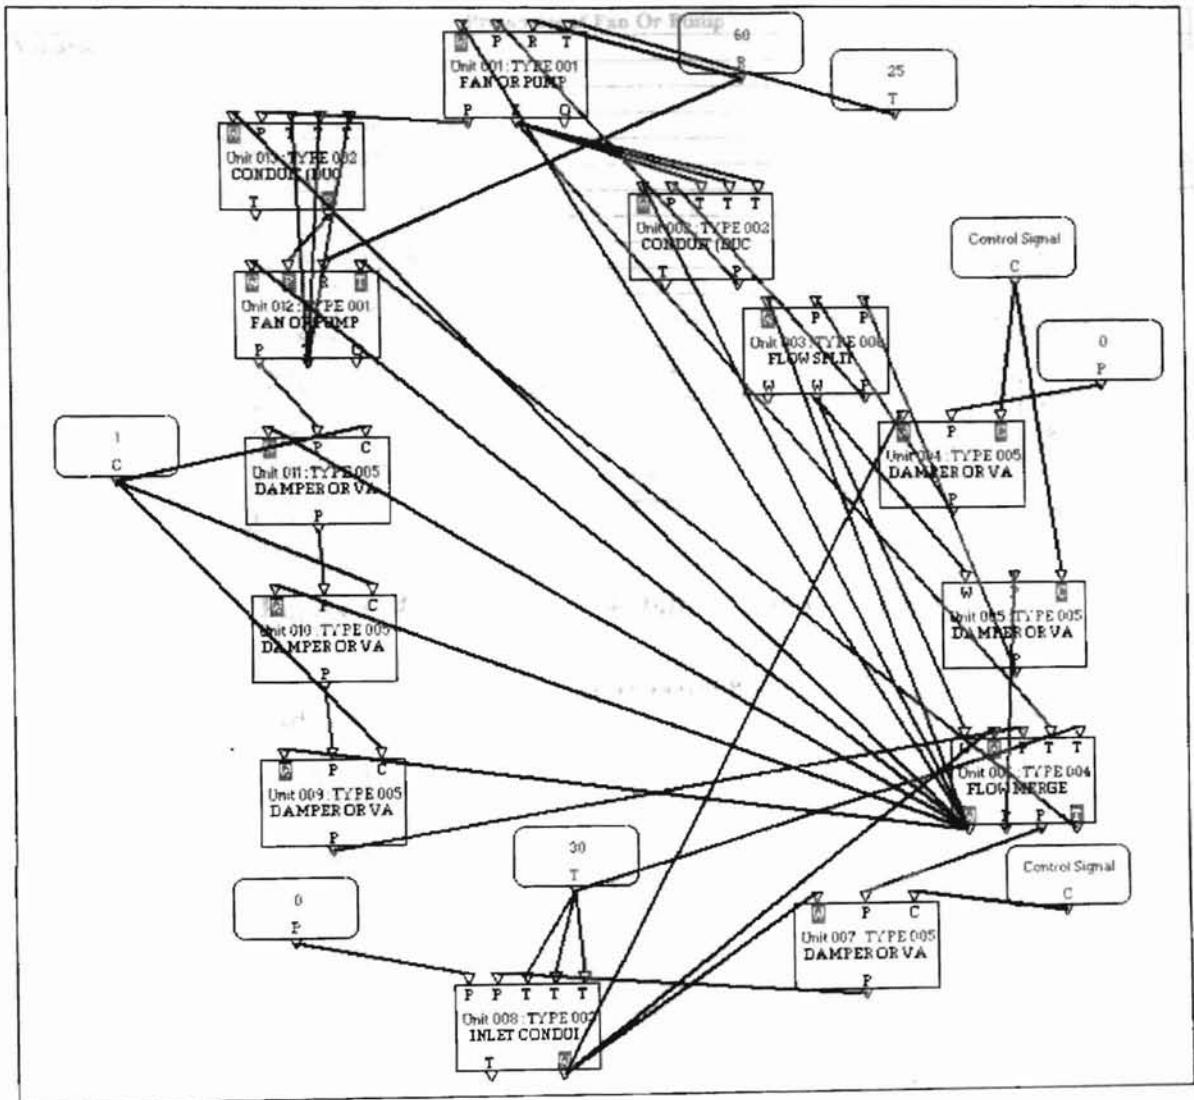 60
R
25
T
P R T
Unit 001 : TYPE 001
FAN OR PUMP
P Q
P T T T
Unit 013 : TYPE 002
CONDUIT (DUC
T
P T T T
Unit 002 : TYPE 002
CONDUIT (DUC
T P
Control Signal
C
R
Unit 012 : TYPE 001
FAN OR PUMP
P Q
P P
Unit 003 : TYPE 006
FLOW SPLIT
W W P
0
P
1
C
P C
Unit 011 : TYPE 005
DAMPER OR VA
P
P
Unit 004 : TYPE 005
DAMPER OR VA
P
P C
Unit 010 : TYPE 005
DAMPER OR VA
P
W
Unit 005 : TYPE 005
DAMPER OR VA
P
P C
Unit 009 : TYPE 005
DAMPER OR VA
P
P T T
Unit 006 : TYPE 004
FLOW MERGE
P P
30
T
Control Signal
C
0
P
P C
Unit 007 TYPE 005
DAMPER OR VA
P
P P T T T
Unit 008 : TYPE 003
INLET CONDUI
T